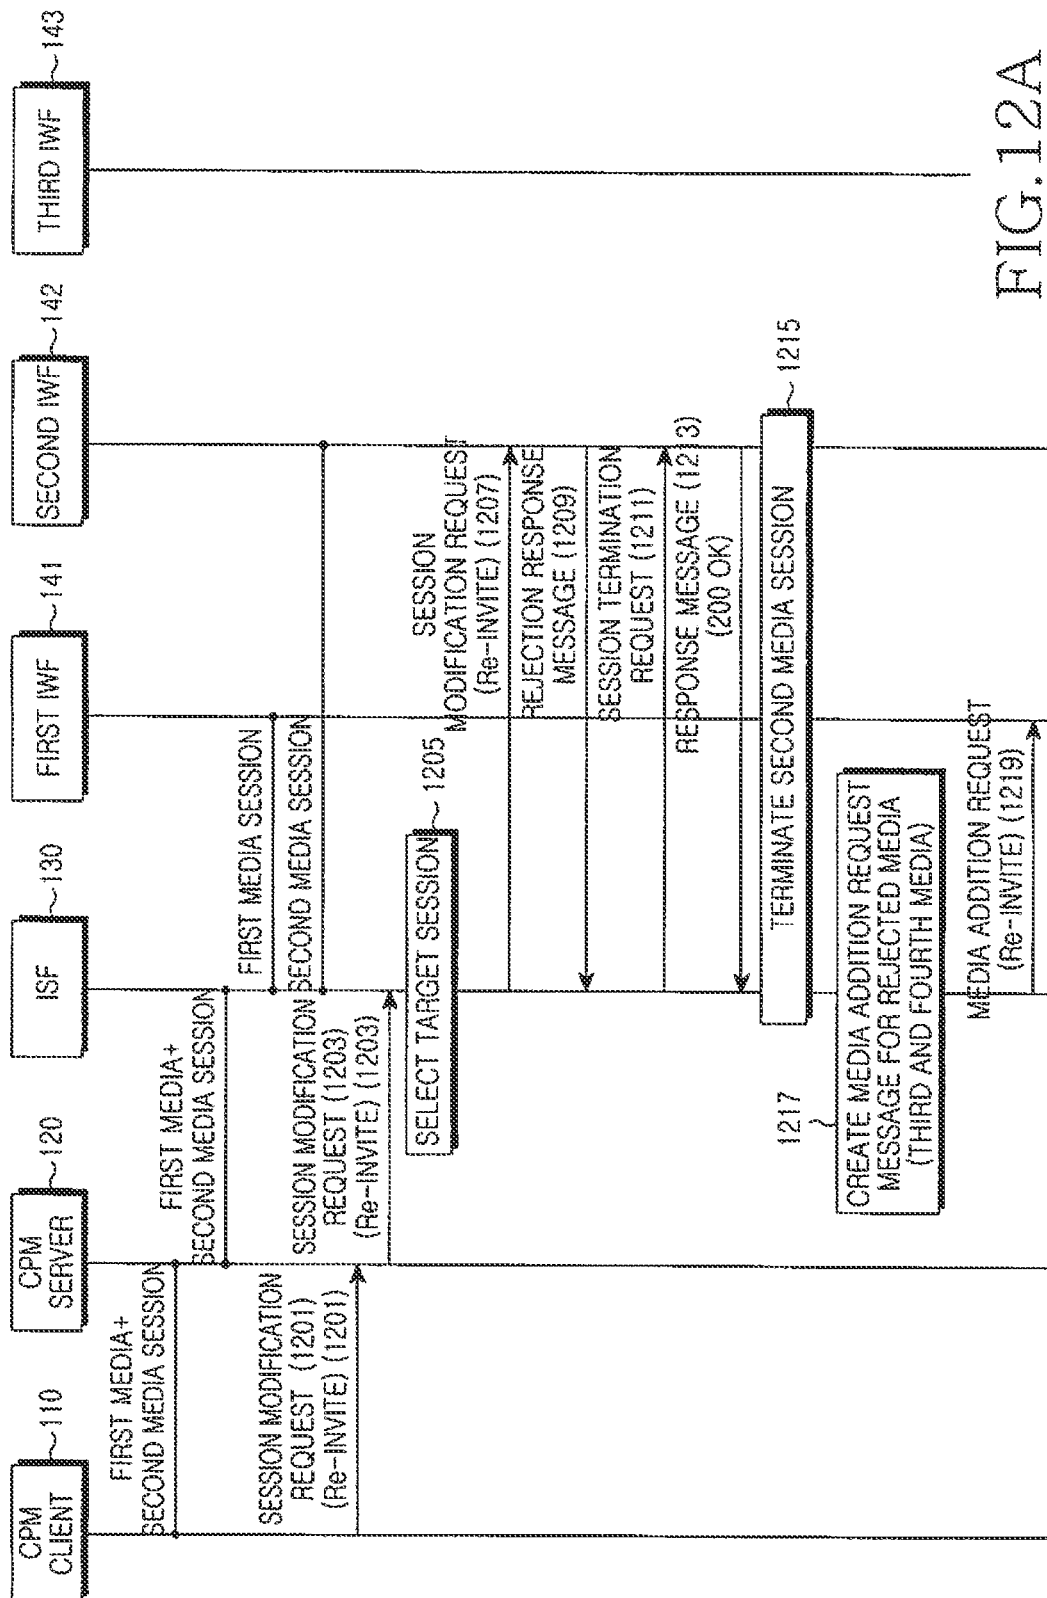 CPM
CLIENT
110
CPM
SERVER
120
ISF
130
FIRST IWF
141
SECOND IWF
142
THIRD IWF
143
FIRST MEDIA+
SECOND MEDIA SESSION
FIRST MEDIA+
SECOND MEDIA SESSION
FIRST MEDIA SESSION
SECOND MEDIA SESSION
SESSION MODIFICATION
REQUEST (1201)
(Re-INVITE) (1201)
SESSION MODIFICATION
REQUEST (1203)
(Re-INVITE) (1203)
SELECT TARGET SESSION
1205
SESSION
MODIFICATION REQUEST
(Re-INVITE) (1207)
REJECTION RESPONSE
MESSAGE (1209)
SESSION TERMINATION
REQUEST (1211)
RESPONSE MESSAGE (1213)
(200 OK)
TERMINATE SECOND MEDIA SESSION
1215
1217
CREATE MEDIA ADDITION REQUEST
MESSAGE FOR REJECTED MEDIA
(THIRD AND FOURTH MEDIA)
MEDIA ADDITION REQUEST
(Re-INVITE) (1219)
FIG.12A